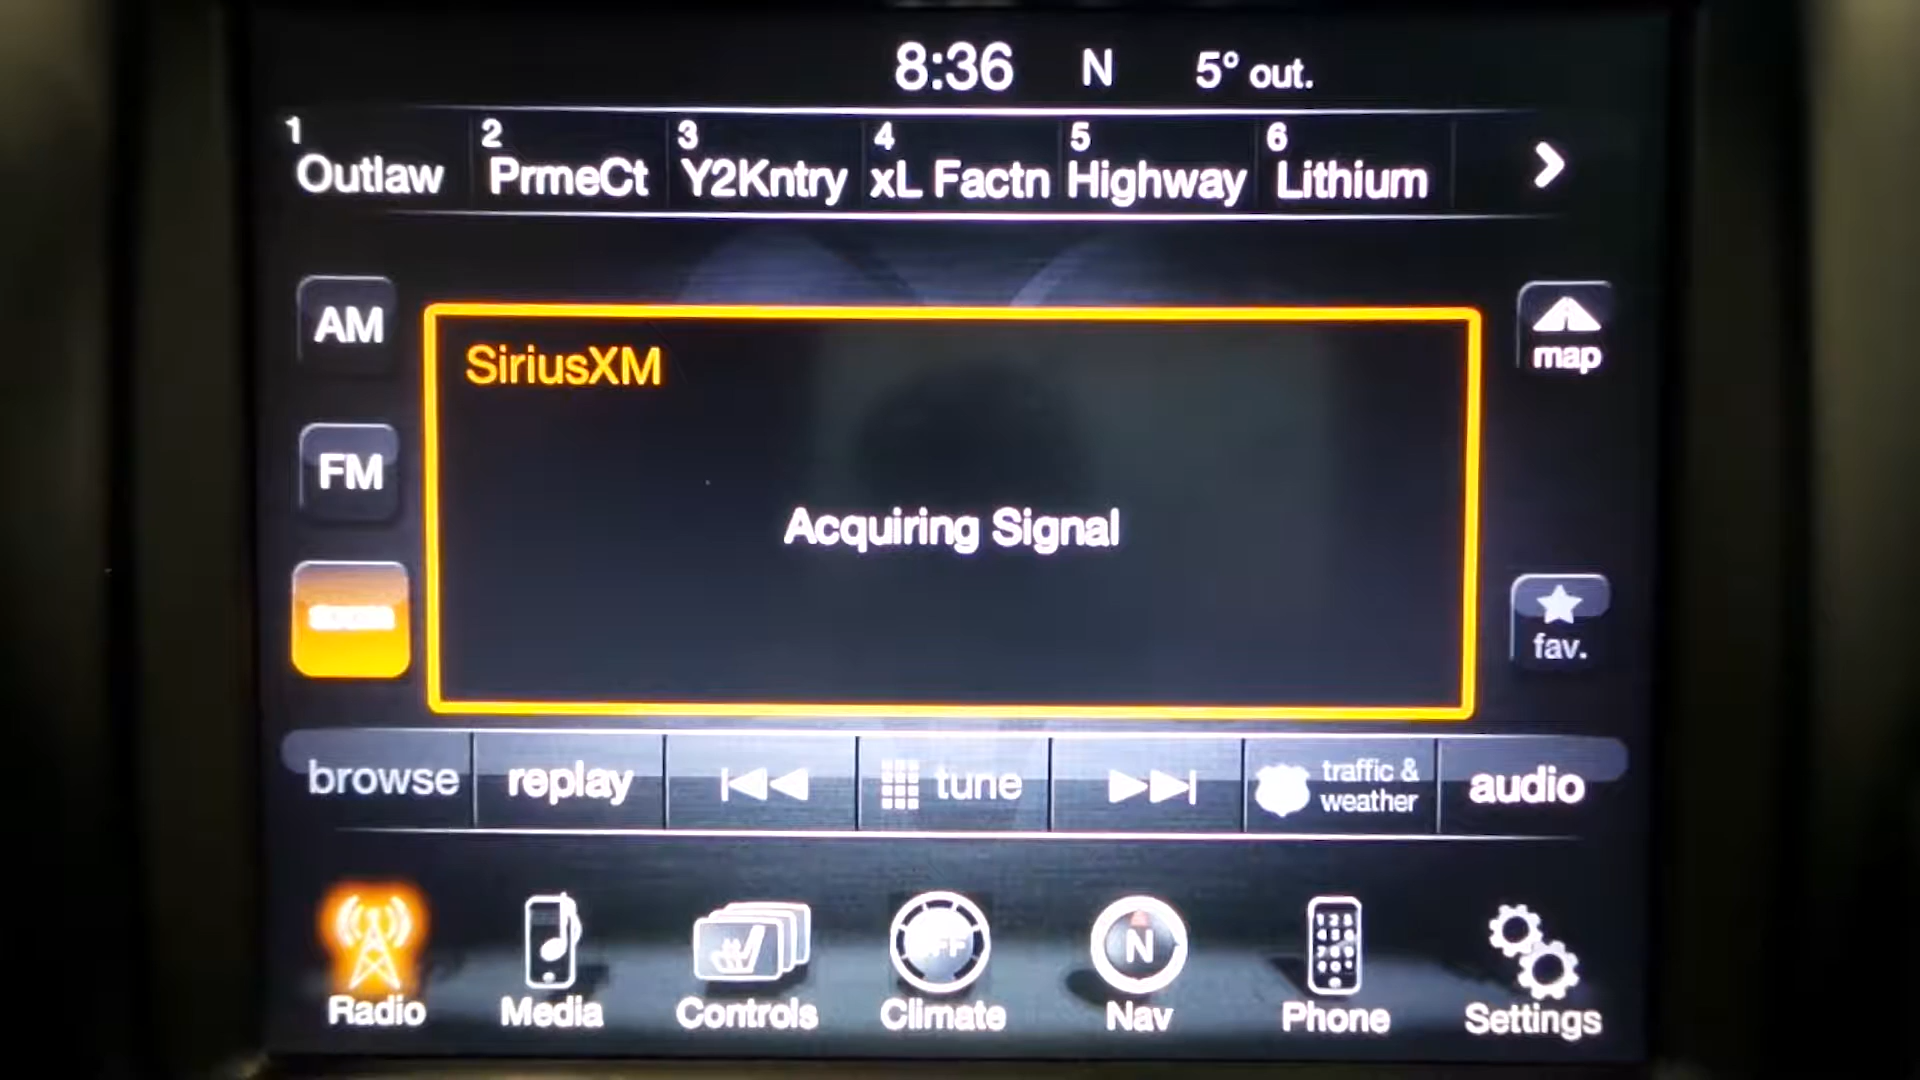 8:36 N 5° out.
1 Outlaw
2 PrmeCt
3 Y2Kntry
4 xL Factn
5 Highway
6 Lithium
AM
map
SiriusXM
FM
Acquiring Signal
fav.
browse
replay
tune
traffic &
weather
audio
N
Radio
Media
Controls
Climate
Nav
Phone
Settings